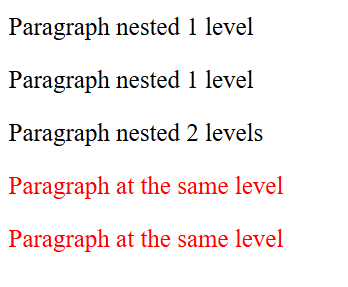 Paragraph nested 1 level
Paragraph nested 1 level
Paragraph nested 2 levels
Paragraph at the same level
Paragraph at the same level